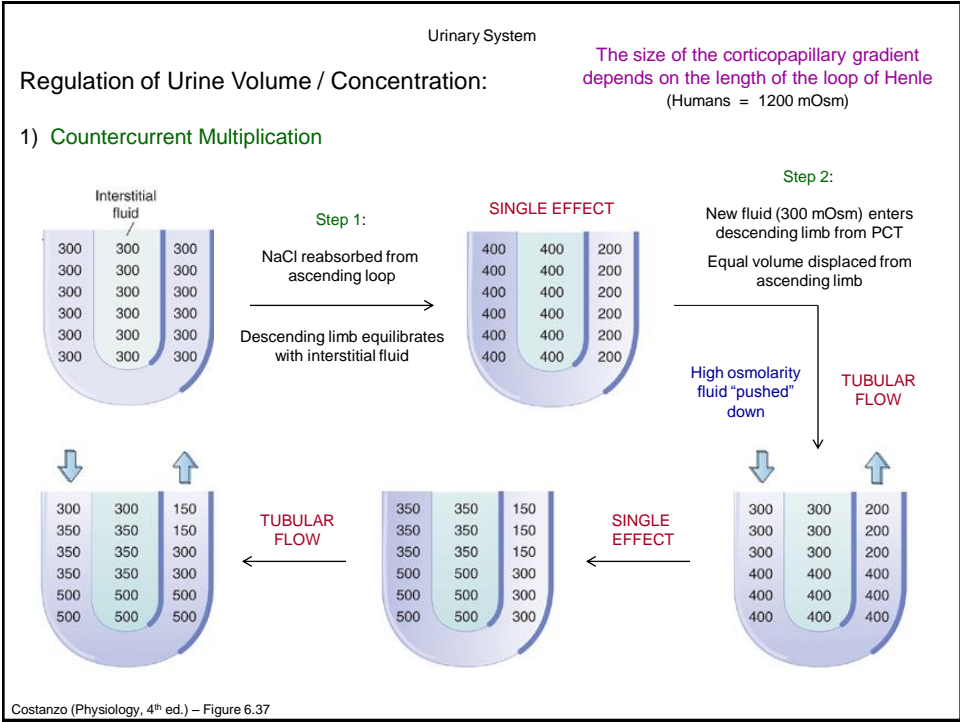 Urinary System
Regulation of Urine Volume / Concentration:
The size of the corticopapillary gradient
depends on the length of the loop of Henle
(Humans = 1200 mOsm)
1) Countercurrent Multiplication
Interstitial
fluid
300 300 300
300 300 300
300 300 300
300 300 300
300 300 300
300 300 300
Step 1:
NaCl reabsorbed from
ascending loop
Descending limb equilibrates
with interstitial fluid
SINGLE EFFECT
400 400 200
400 400 200
400 400 200
400 400 200
400 400 200
400 400 200
Step 2:
New fluid (300 mOsm) enters
descending limb from PCT
Equal volume displaced from
ascending limb
High osmolarity
fluid “pushed”
down
TUBULAR
FLOW
300 300 200
300 300 200
300 300 200
400 400 400
400 400 400
400 400 400
SINGLE
EFFECT
350 350 150
350 350 150
350 350 150
500 500 300
500 500 300
500 500 300
TUBULAR
FLOW
300 300 150
350 350 150
350 350 300
350 350 300
500 500 500
500 500 500
Costanzo (Physiology, 4th ed.) – Figure 6.37